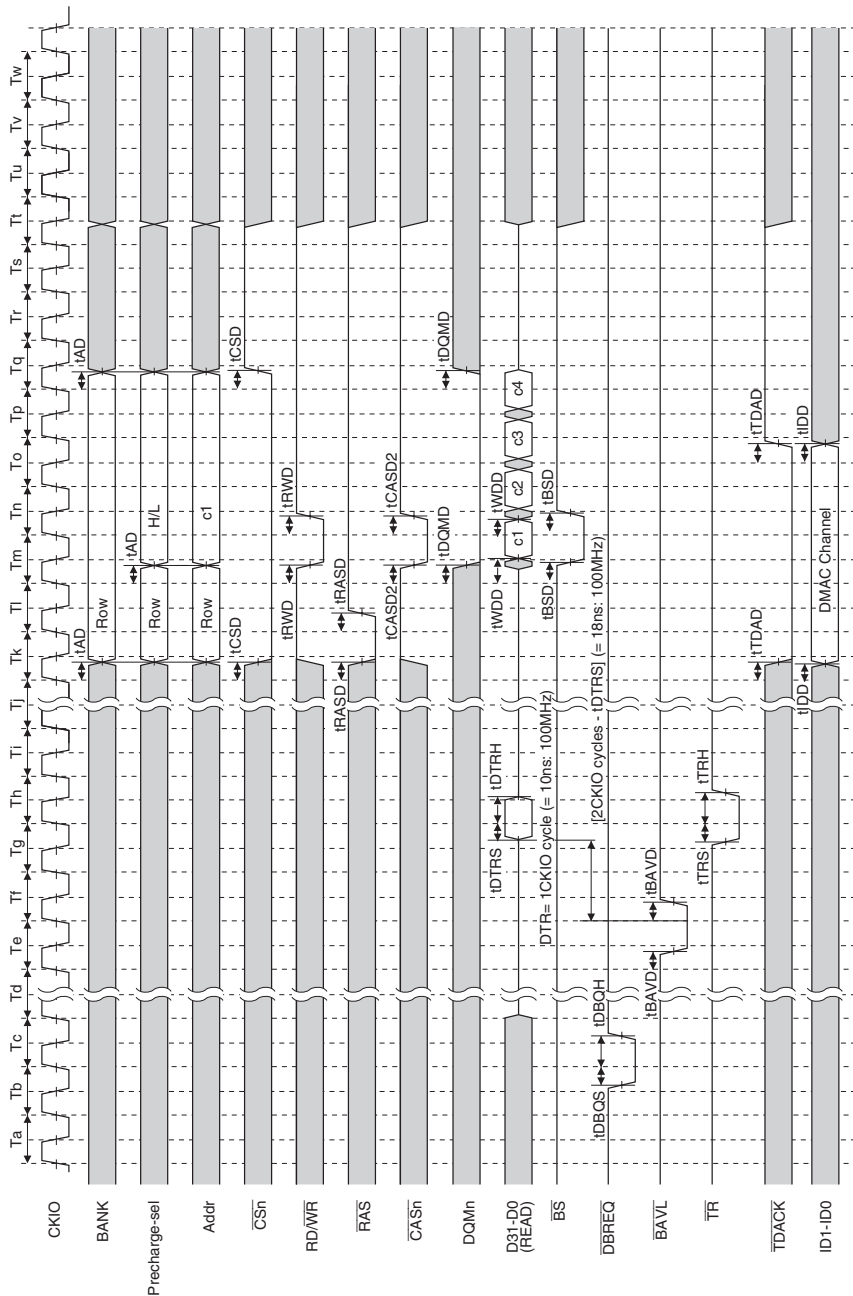 Ta Tb Tc Td Te Tf Tg Th Ti Tj Tk Tl Tm Tn To Tp Tq Tr Ts Tt Tu Tv Tw
CKIO
tAD tAD
BANK Row
tAD
Precharge-sel Row H/L
Addr Row c1
tCSD tCSD
CSn
tRWD tRWD
RD/WR
tRASD tRASD
RAS
tCASD2 tCASD2
CASn
tDQMD tDQMD
DQMn
tDTRS tDTRH tWDD tWDD
D31-D0
(READ)
c1 c2 c3 c4
DTR= 1CKIO cycle (= 10ns: 100MHz)
tBSD tBSD
BS
[2CKIO cycles - tDTRS] (= 18ns: 100MHz)
tDBQS tDBQH
DBREQ
tBAVD tBAVD
BAVL
tTRS tTRH
TR
tTDAD tTDAD
TDACK
tIDD tIDD
ID1-ID0 DMAC Channel